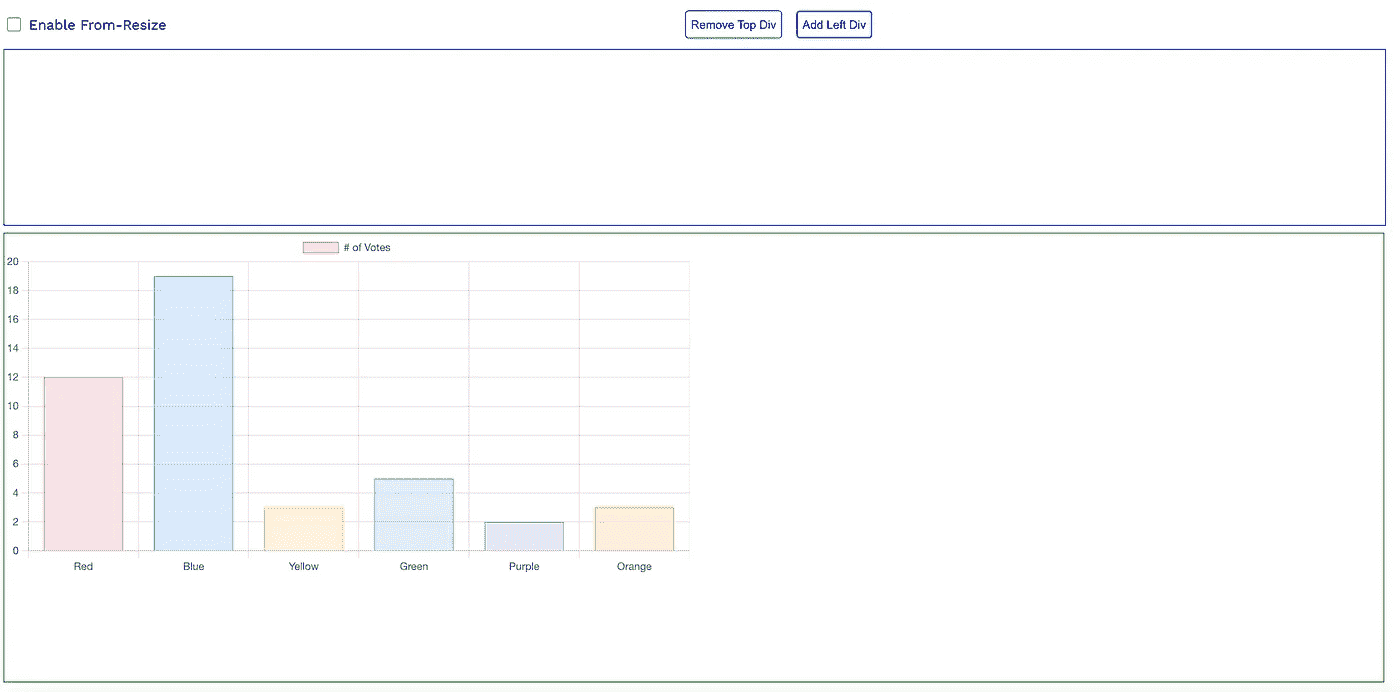 Enable From-Resize
Remove Top Div
Add Left Div
# of Votes
20
18
16
14
12
10
8
6
4
2
0
Red Blue Yellow Green Purple Orange